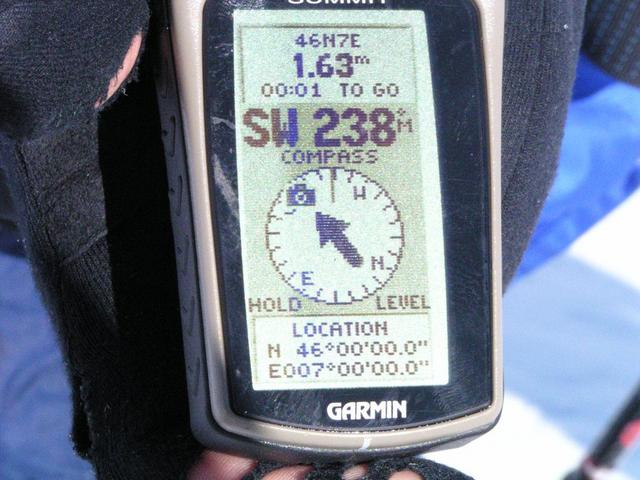 SUMMIT
46N7E
1.63m
00:01 TO GO
SW 238°M
COMPASS
W
N
E
HOLD LEVEL
LOCATION
N 46°00'00.0"
E007°00'00.0"
GARMIN